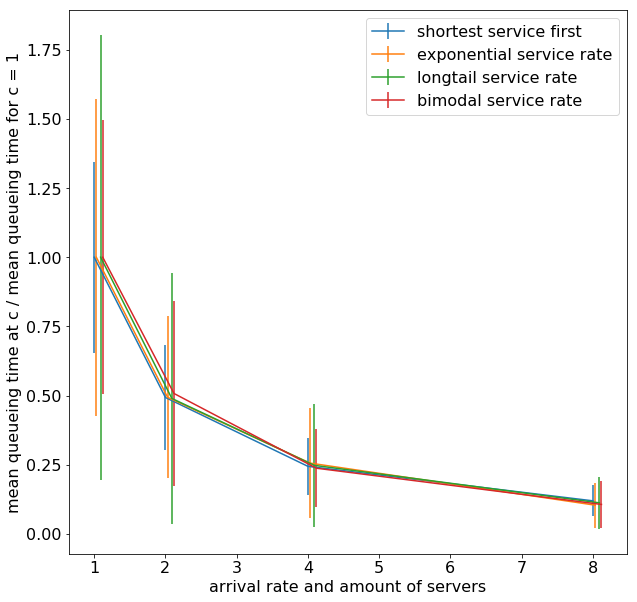 mean queueing time at c / mean queueing time for c = 1
1.75
1.50
1.25
1.00
0.75
0.50
0.25
0.00
shortest service first
exponential service rate
longtail service rate
bimodal service rate
1 2 3 4 5 6 7 8
arrival rate and amount of servers